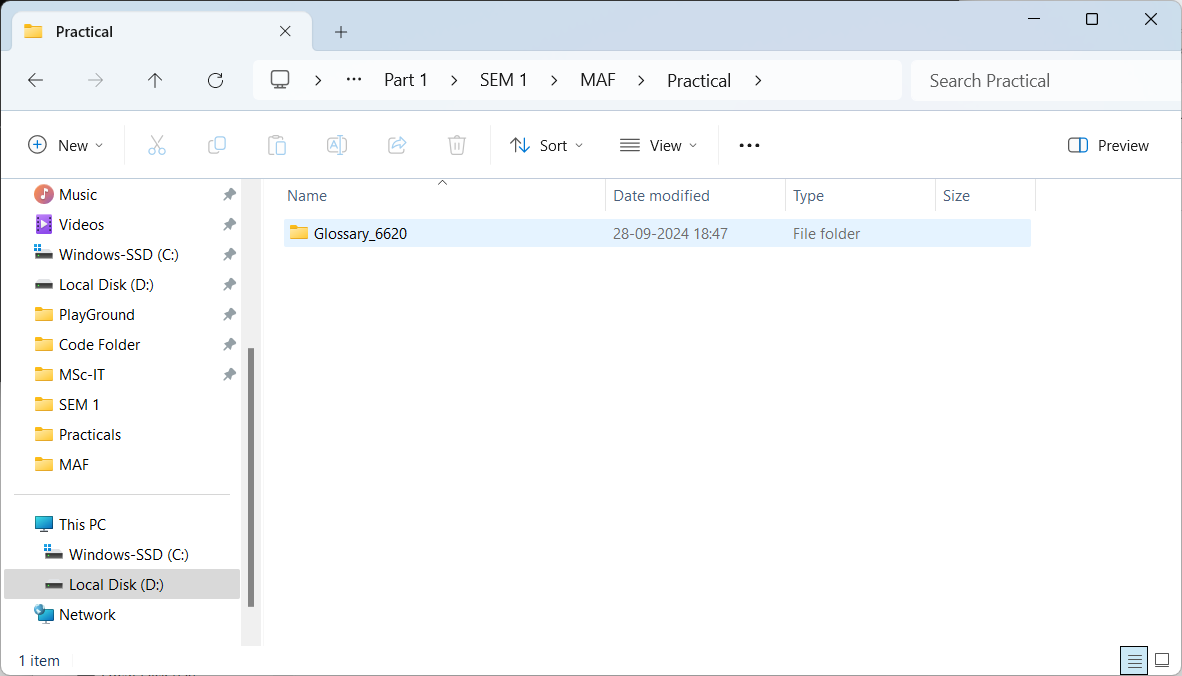 Practical
Part 1 SEM 1 MAF Practical
Search Practical
New Sort View Preview
Music
Videos
Windows-SSD (C:)
Local Disk (D:)
PlayGround
Code Folder
MSc-IT
SEM 1
Practicals
MAF
This PC
Windows-SSD (C:)
Local Disk (D:)
Network
Name Date modified Type Size
Glossary_6620 28-09-2024 18:47 File folder
1 item